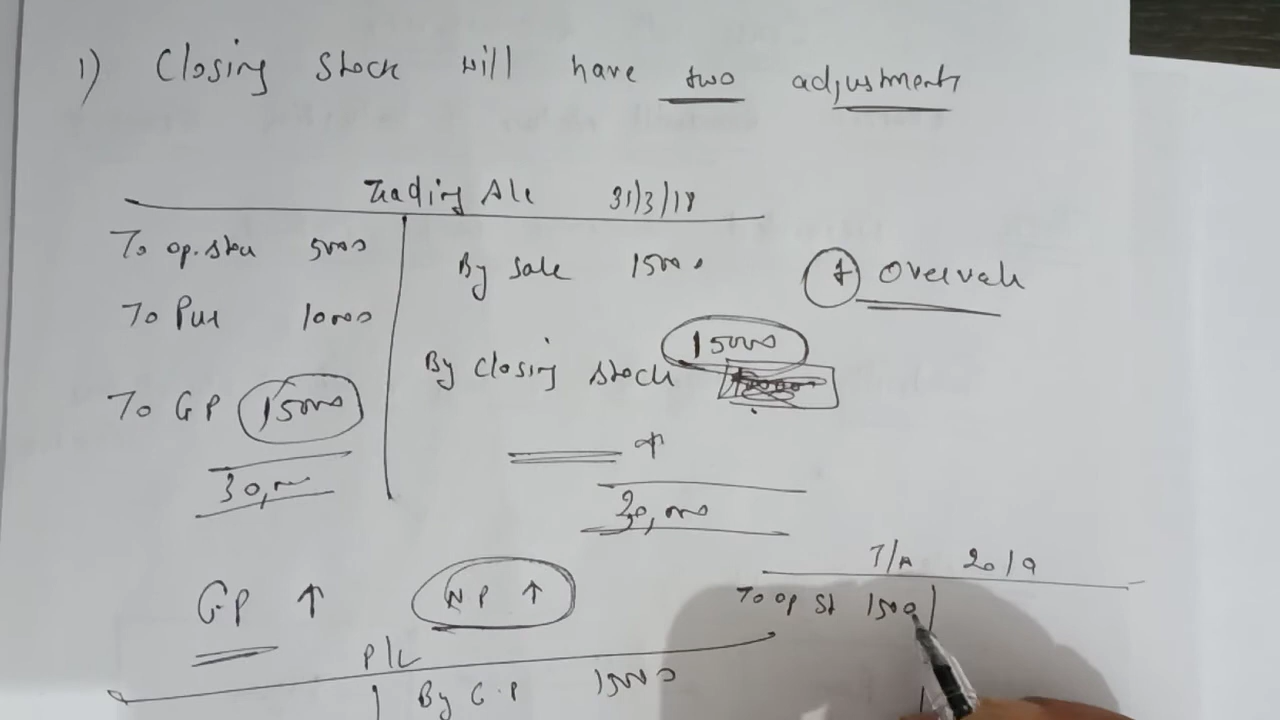 1) Closing Stock will have two adjustments
Trading A/c 31/3/18
To op. stock 5000
By Sale 15000
+ Overvale
To Pur 10000
15000
By Closing Stock
To GP 15000
30,000
30,000
T/A 2019
GP ↑ NP ↑
To op St 1500
P/L
By G.P 15000